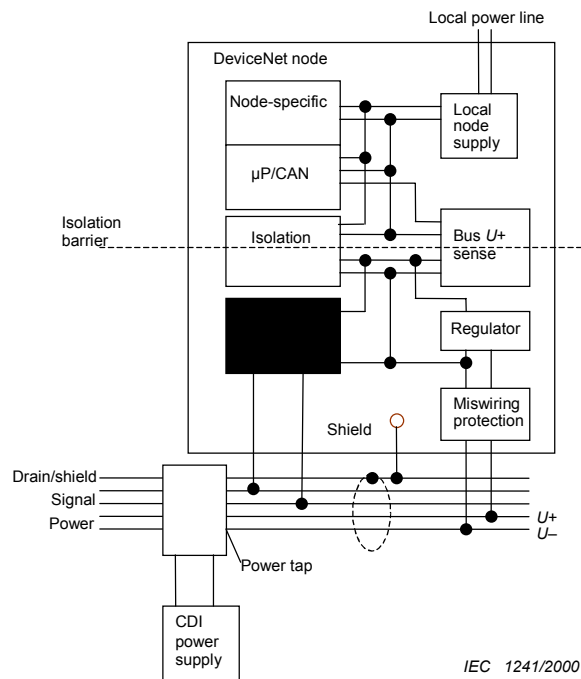 Local power line
DeviceNet node
Node-specific
Local
node
supply
µP/CAN
Isolation
barrier
Isolation
Bus U+
sense
Regulator
Miswiring
protection
Shield
Drain/shield
Signal
Power
U+
U–
Power tap
CDI
power
supply
IEC 1241/2000